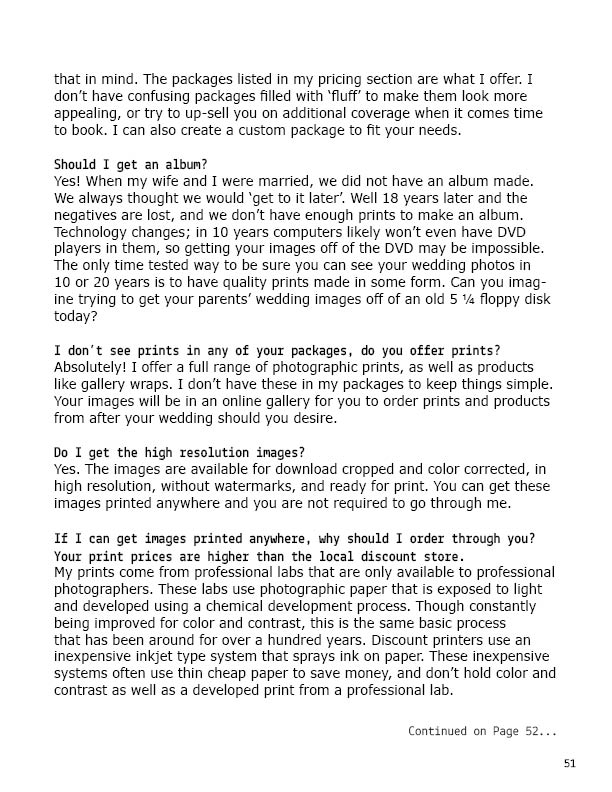 that in mind. The packages listed in my pricing section are what I offer. I
don't have confusing packages filled with ‘fluff’ to make them look more
appealing, or try to up-sell you on additional coverage when it comes time
to book. I can also create a custom package to fit your needs.
Should I get an album?
Yes! When my wife and I were married, we did not have an album made.
We always thought we would ‘get to it later’. Well 18 years later and the
negatives are lost, and we don't have enough prints to make an album.
Technology changes; in 10 years computers likely won't even have DVD
players in them, so getting your images off of the DVD may be impossible.
The only time tested way to be sure you can see your wedding photos in
10 or 20 years is to have quality prints made in some form. Can you imag-
ine trying to get your parents’ wedding images off of an old 5 ¼ floppy disk
today?
I don't see prints in any of your packages, do you offer prints?
Absolutely! I offer a full range of photographic prints, as well as products
like gallery wraps. I don't have these in my packages to keep things simple.
Your images will be in an online gallery for you to order prints and products
from after your wedding should you desire.
Do I get the high resolution images?
Yes. The images are available for download cropped and color corrected, in
high resolution, without watermarks, and ready for print. You can get these
images printed anywhere and you are not required to go through me.
If I can get images printed anywhere, why should I order through you?
Your print prices are higher than the local discount store.
My prints come from professional labs that are only available to professional
photographers. These labs use photographic paper that is exposed to light
and developed using a chemical development process. Though constantly
being improved for color and contrast, this is the same basic process
that has been around for over a hundred years. Discount printers use an
inexpensive inkjet type system that sprays ink on paper. These inexpensive
systems often use thin cheap paper to save money, and don't hold color and
contrast as well as a developed print from a professional lab.
Continued on Page 52...
51